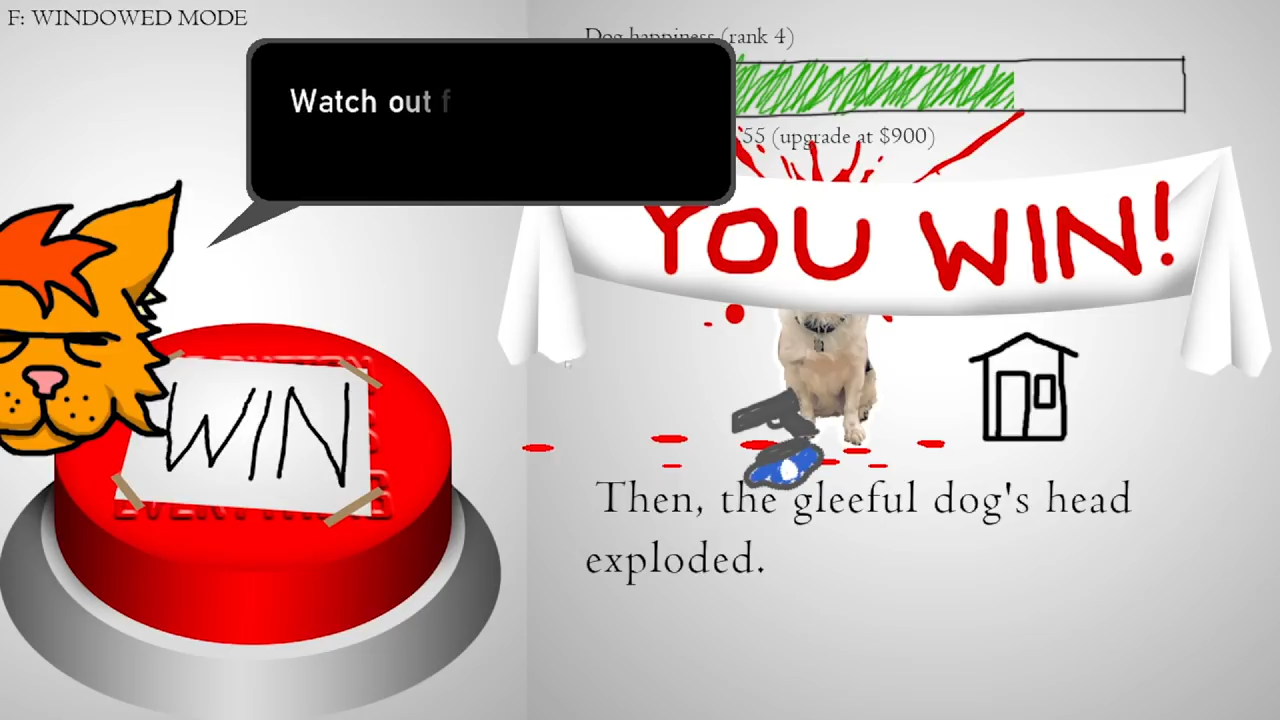 F: WINDOWED MODE
Dog happiness (rank 4)
Watch out f
55 (upgrade at $900)
YOU WIN!
WIN
Then, the gleeful dog's head
exploded.